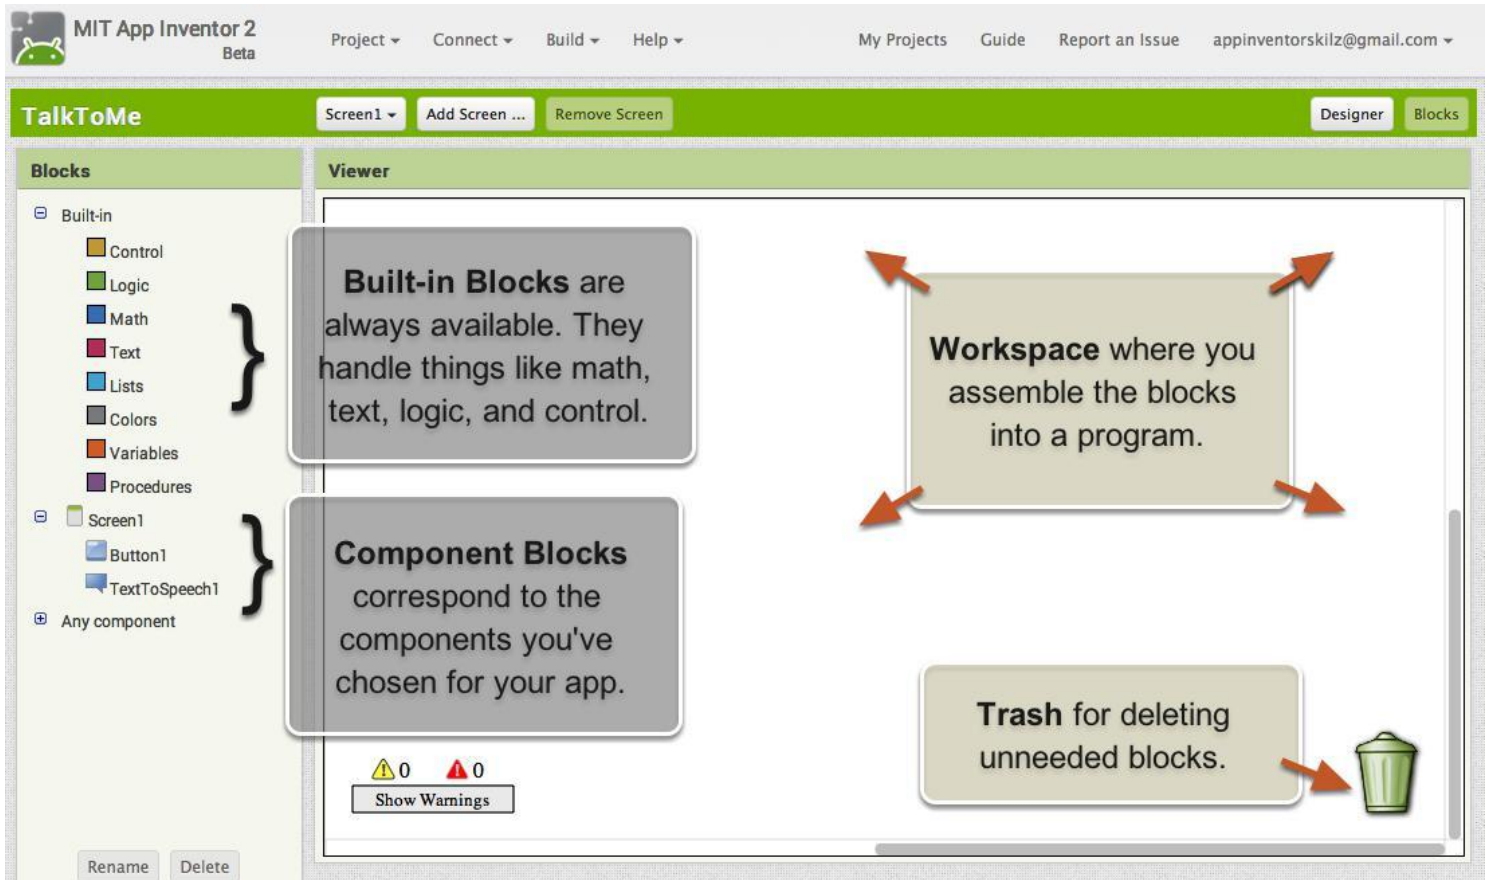 MIT App Inventor 2
Beta
Project Connect Build Help My Projects Guide Report an Issue appinventorskilz@gmail.com
TalkToMe Screen1 Add Screen ... Remove Screen Designer Blocks
Blocks
Built-in
Control
Logic
Math
Text
Lists
Colors
Variables
Procedures
Screen1
Button1
TextToSpeech1
Any component
Rename Delete
Viewer
Built-in Blocks are
always available. They
handle things like math,
text, logic, and control.
Component Blocks
correspond to the
components you've
chosen for your app.
Workspace where you
assemble the blocks
into a program.
Trash for deleting
unneeded blocks.
0 0
Show Warnings